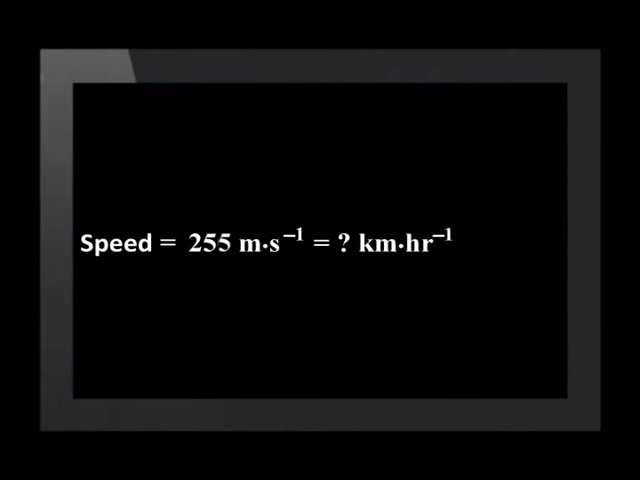 Speed = 255 m·s⁻¹ = ? km·hr⁻¹